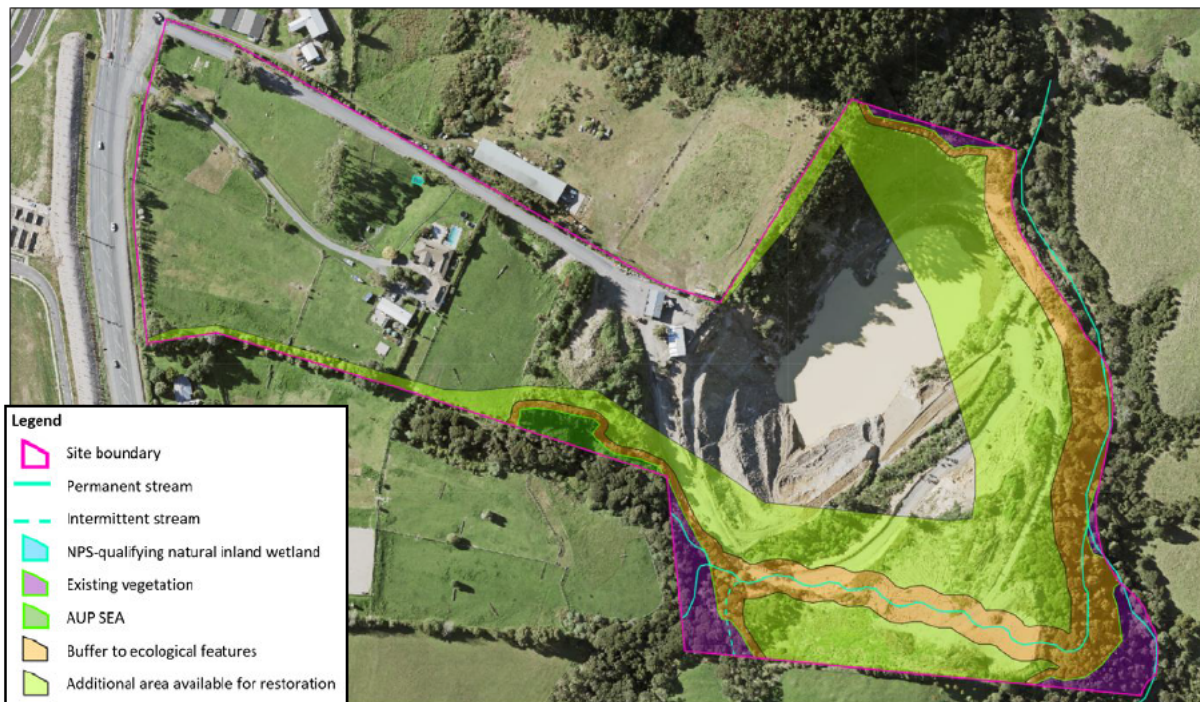 Legend
Site boundary
Permanent stream
Intermittent stream
NPS-qualifying natural inland wetland
Existing vegetation
AUP SEA
Buffer to ecological features
Additional area available for restoration